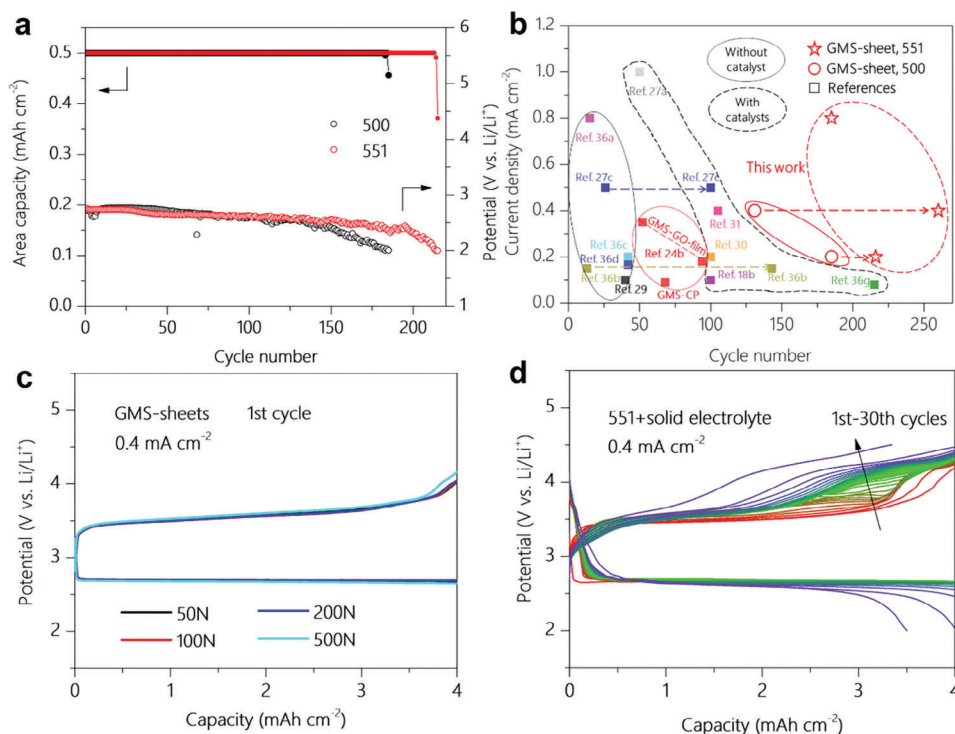 a
Area capacity (mAh cm⁻²)
0.5
0.4
0.3
0.2
0.1
0
50
100
150
200
Cycle number
6
5
4
3
2
1
Potential (V vs. Li/Li⁺)
500
551
b
Current density (mA cm⁻²)
1.2
1.0
0.8
0.6
0.4
0.2
0.0
0
50
100
150
200
250
Cycle number
Without
catalyst
With
catalysts
GMS-sheet, 551
GMS-sheet, 500
References
Ref. 27a
Ref. 36a
This work
Ref. 27c
Ref. 27c
Ref. 31
GMS-GO-film
Ref. 36c
Ref. 24b
Ref. 30
Ref. 36d
Ref. 36b
Ref. 29
GMS-CP
Ref. 18b
Ref. 36b
Ref. 36g
c
Potential (V vs. Li/Li⁺)
5
4
3
2
0
1
2
3
4
Capacity (mAh cm⁻²)
GMS-sheets 1st cycle
0.4 mA cm⁻²
50N
200N
100N
500N
d
Potential (V vs. Li/Li⁺)
5
4
3
2
0
1
2
3
4
Capacity (mAh cm⁻²)
551+solid electrolyte
1st-30th cycles
0.4 mA cm⁻²